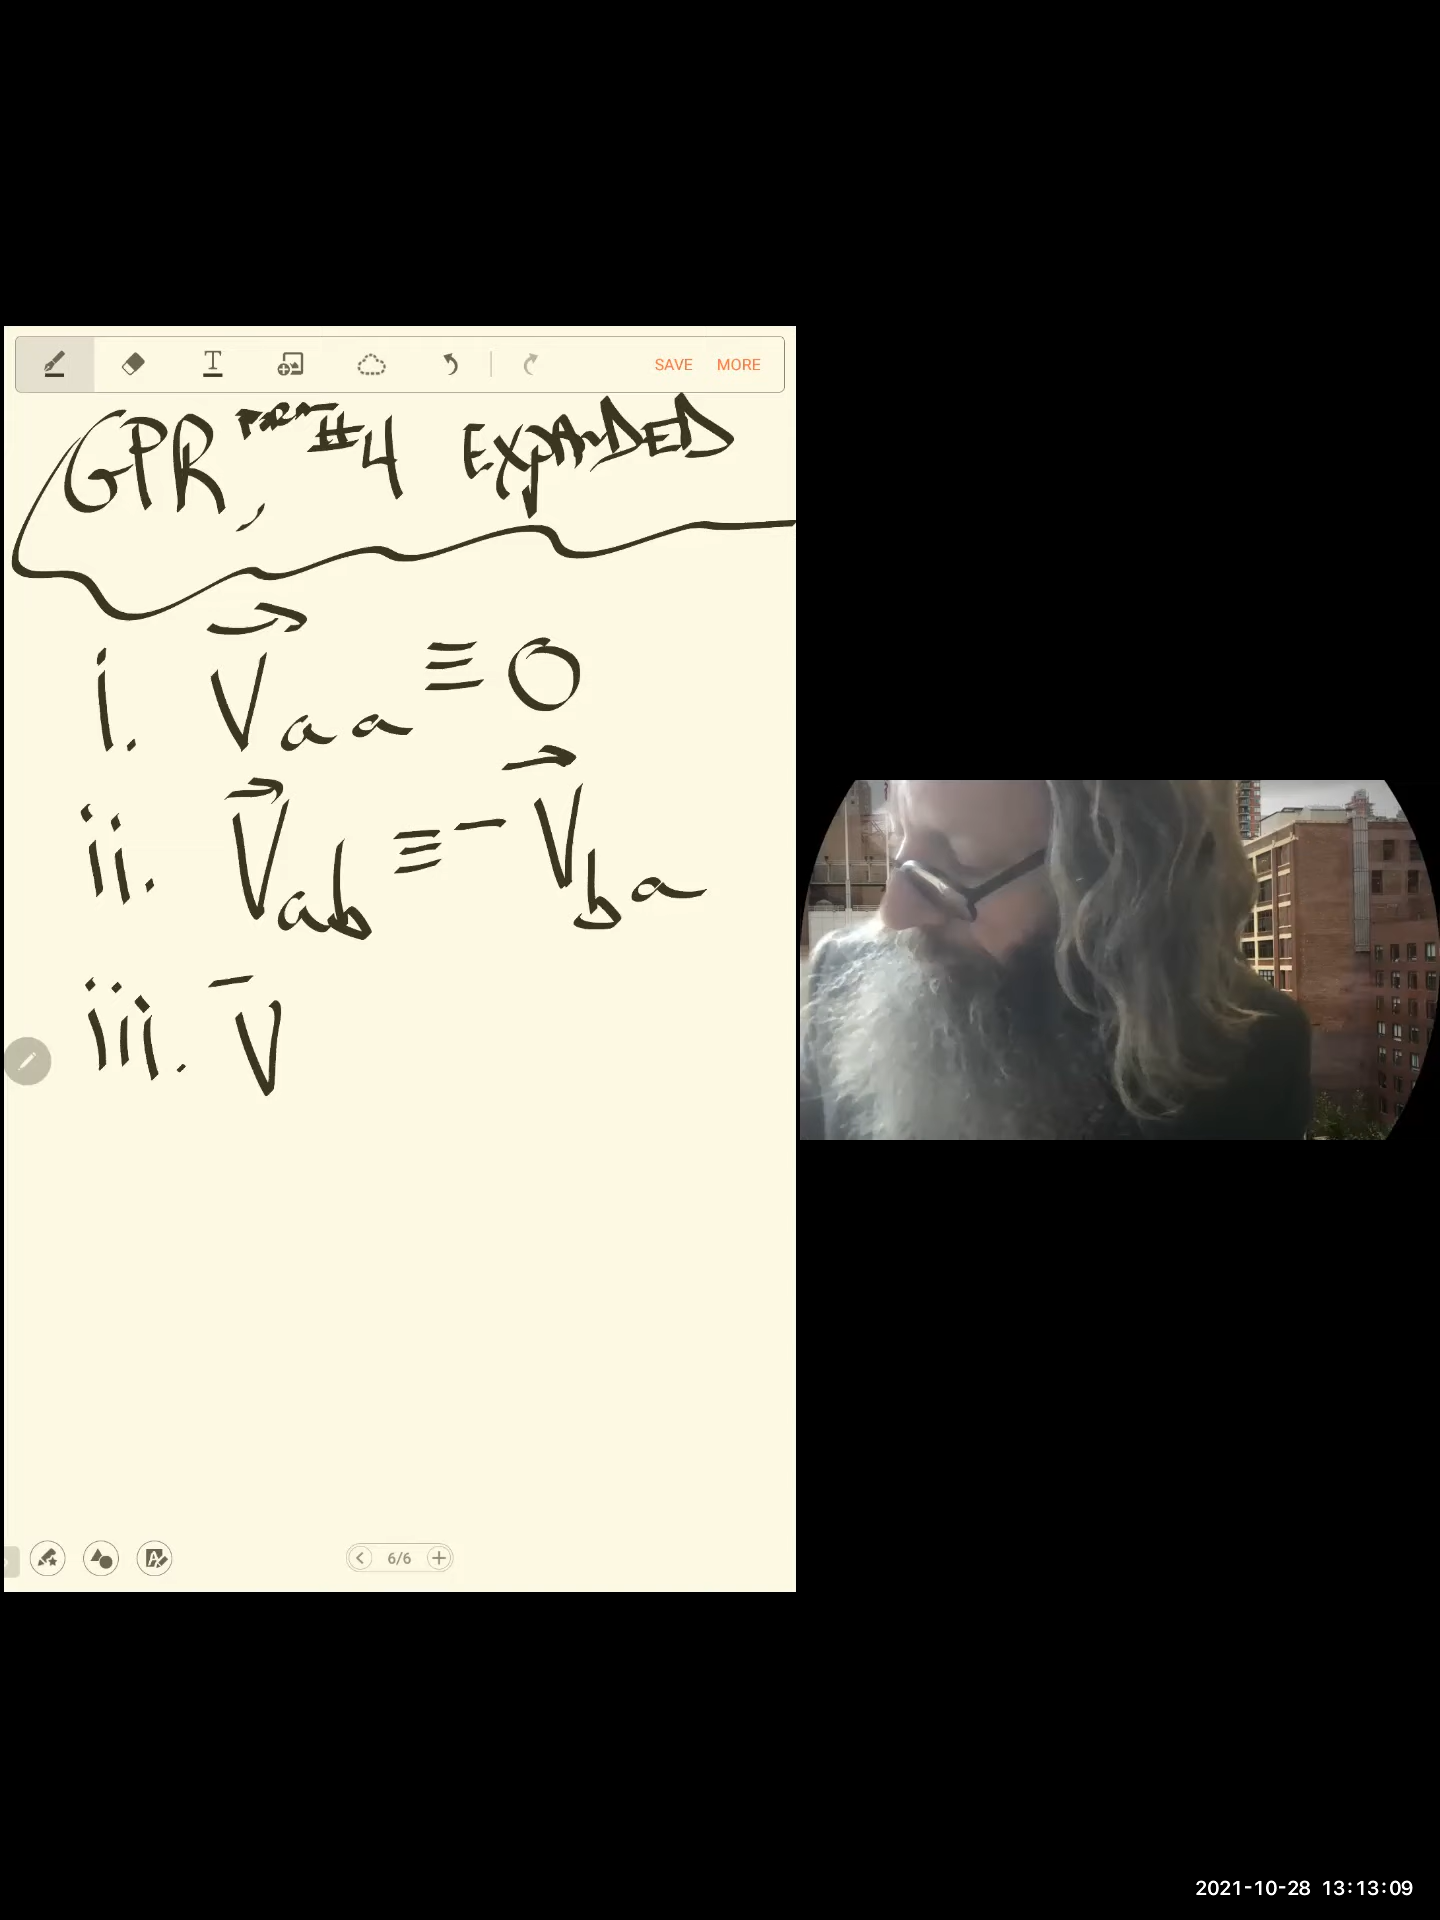 T
SAVE MORE
GPR, #4 EXPANDED
i. V⃗aa ≡ 0
ii. V⃗ab ≡ - V⃗ba
iii. V̅
A
6/6
2021-10-28 13:13:09